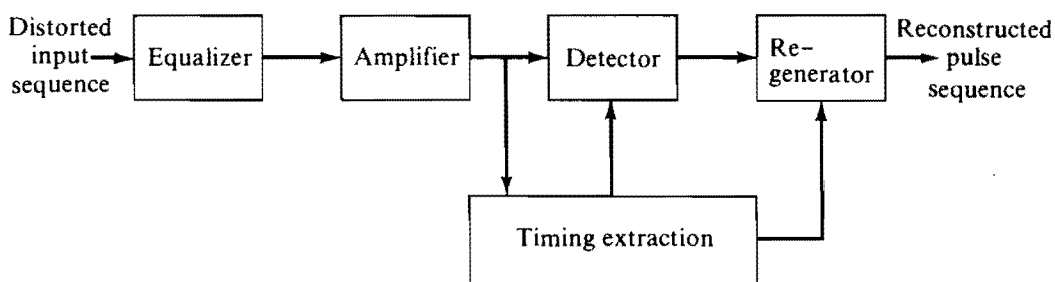 Distorted
input
sequence
Equalizer
Amplifier
Detector
Re-
generator
Reconstructed
pulse
sequence
Timing extraction